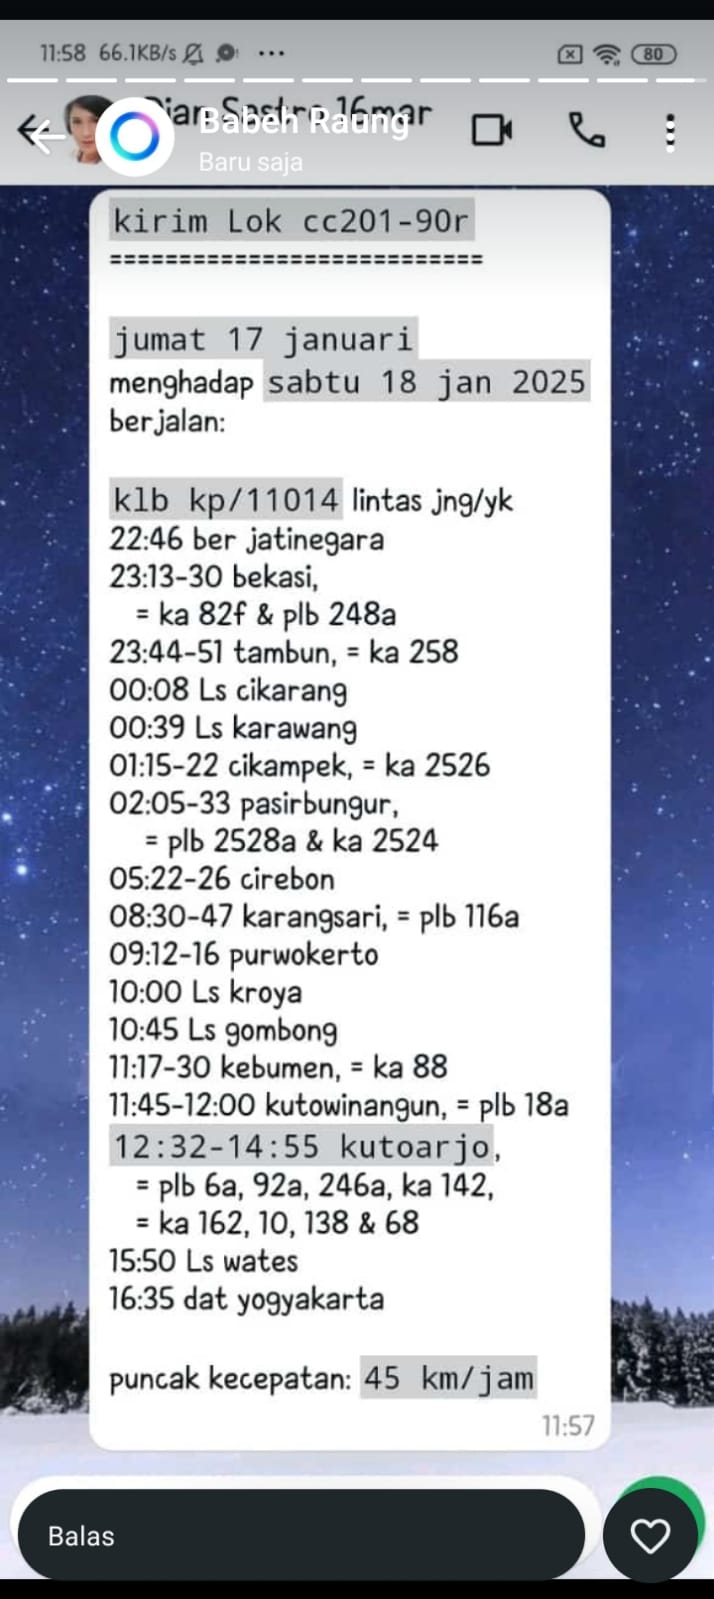 11:58 66.1KB/s ...
80
Dian Sastro 16mar
Babeh Raung
Baru saja
kirim Lok cc201-90r
===========================
jumat 17 januari
menghadap sabtu 18 jan 2025
berjalan:
klb kp/11014 lintas jng/yk
22:46 ber jatinegara
23:13-30 bekasi,
= ka 82f & plb 248a
23:44-51 tambun, = ka 258
00:08 Ls cikarang
00:39 Ls karawang
01:15-22 cikampek, = ka 2526
02:05-33 pasirbungur,
= plb 2528a & ka 2524
05:22-26 cirebon
08:30-47 karangsari, = plb 116a
09:12-16 purwokerto
10:00 Ls kroya
10:45 Ls gombong
11:17-30 kebumen, = ka 88
11:45-12:00 kutowinangun, = plb 18a
12:32-14:55 kutoarjo,
= plb 6a, 92a, 246a, ka 142,
= ka 162, 10, 138 & 68
15:50 Ls wates
16:35 dat yogyakarta
puncak kecepatan: 45 km/jam
11:57
Balas